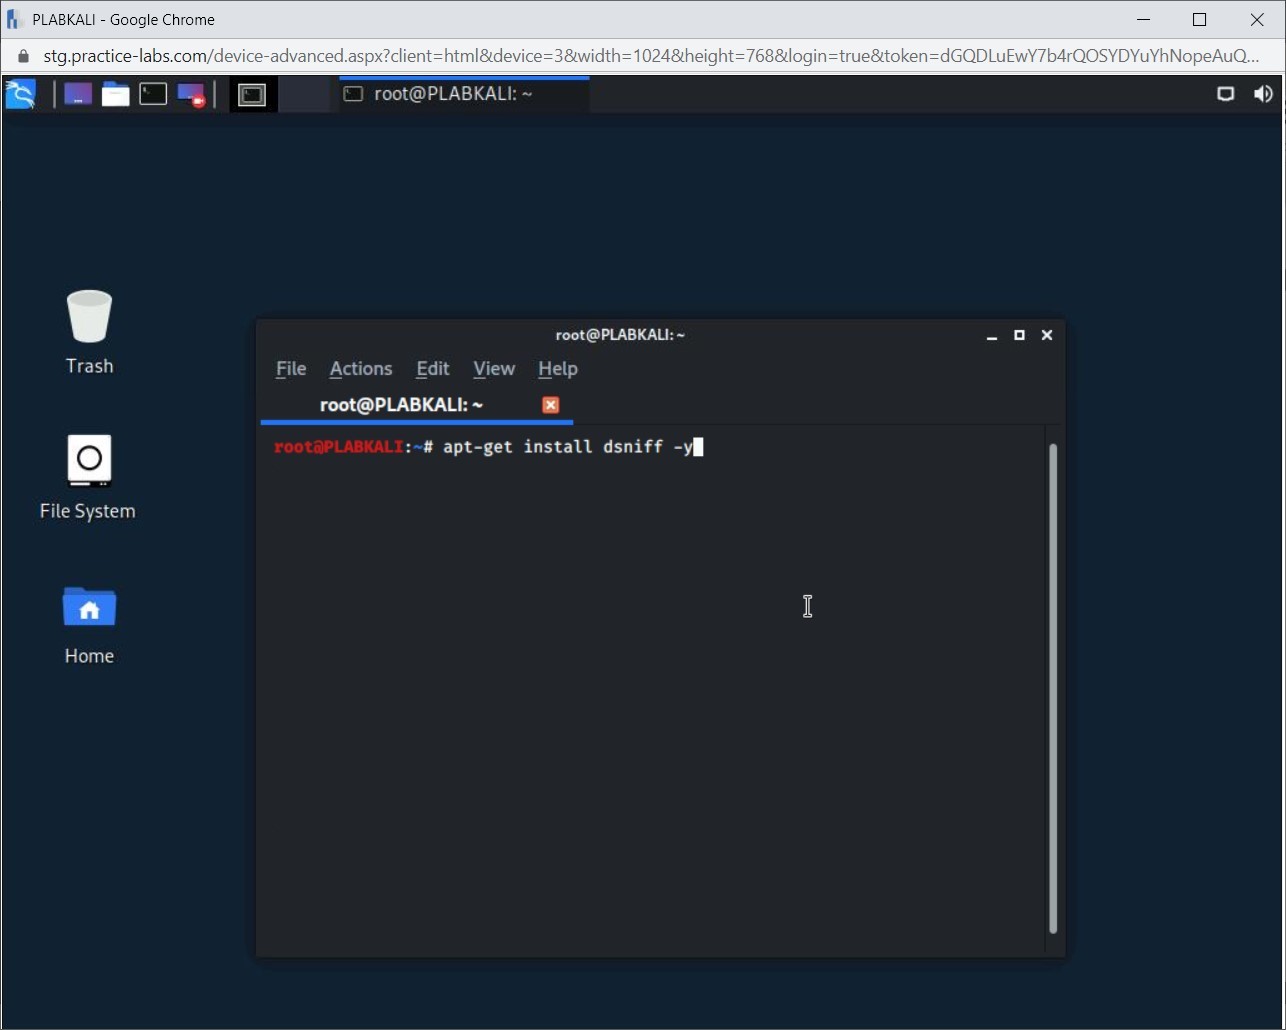 PLABKALI - Google Chrome
stg.practice-labs.com/device-advanced.aspx?client=html&device=3&width=1024&height=768&login=true&token=dGQDLuEwY7b4rQOSYDYuYhNopeAuQ...
root@PLABKALI: ~
Trash
File System
Home
root@PLABKALI: ~
File Actions Edit View Help
root@PLABKALI: ~
root@PLABKALI:~# apt-get install dsniff -y